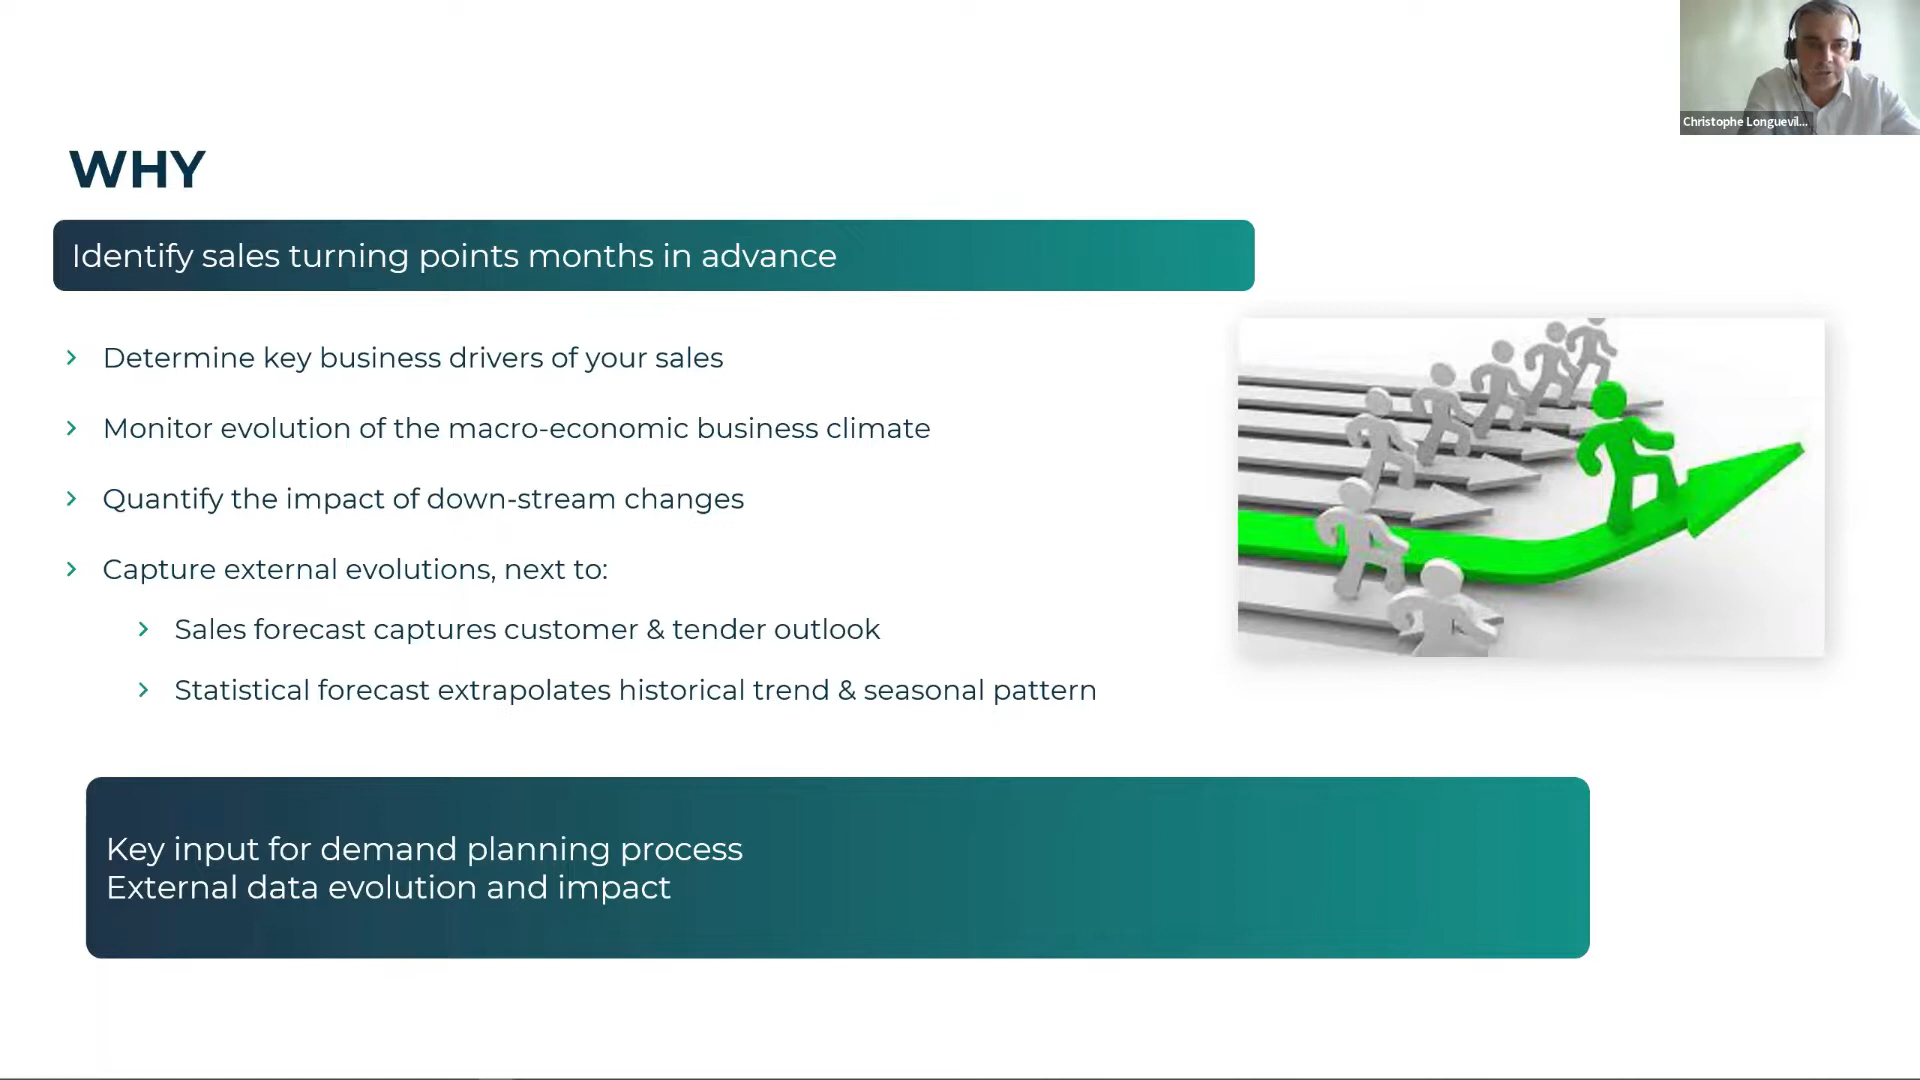 Christophe Longuevil...
WHY
Identify sales turning points months in advance
Determine key business drivers of your sales
Monitor evolution of the macro-economic business climate
Quantify the impact of down-stream changes
Capture external evolutions, next to:
Sales forecast captures customer & tender outlook
Statistical forecast extrapolates historical trend & seasonal pattern
Key input for demand planning process
External data evolution and impact